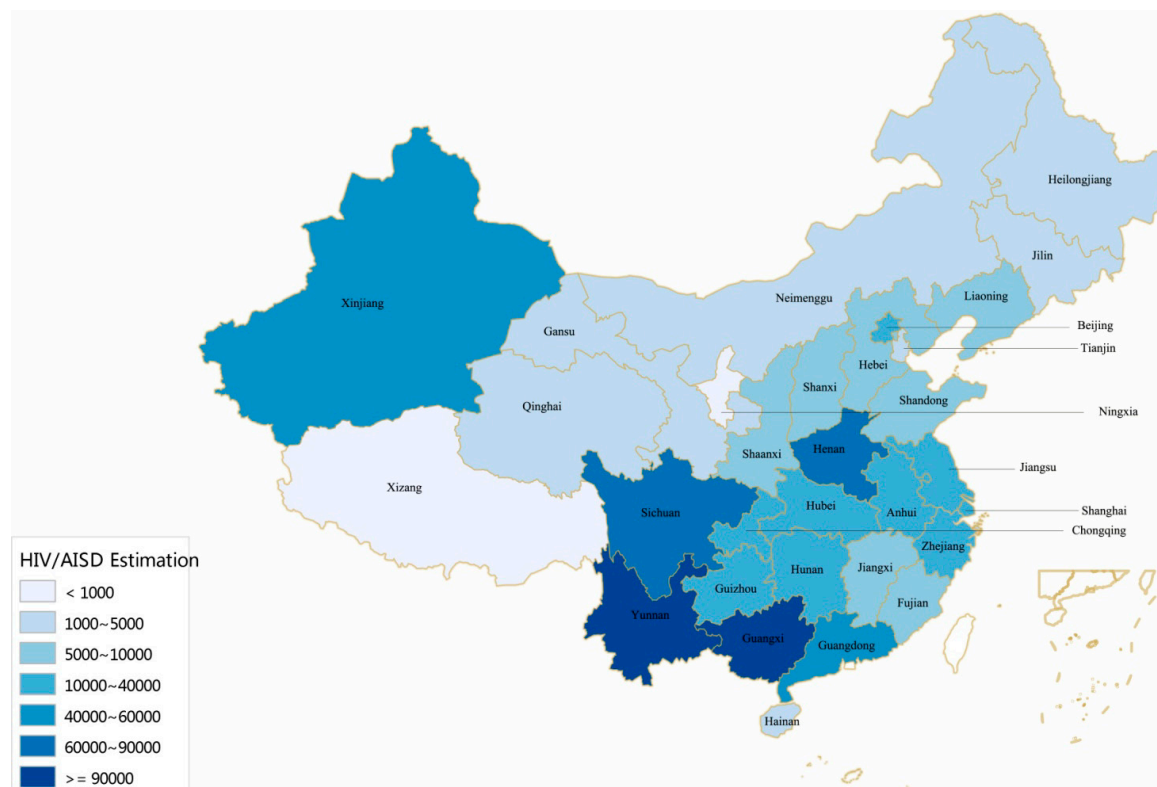 Heilongjiang
Jilin
Neimenggu
Liaoning
Xinjiang
Beijing
Gansu
Tianjin
Hebei
Shanxi
Shandong
Qinghai
Ningxia
Henan
Shaanxi
Jiangsu
Xizang
Hubei
Sichuan
Anhui
Shanghai
Chongqing
Zhejiang
Hunan
Jiangxi
Guizhou
Fujian
Yunnan
Guangxi
Guangdong
Hainan
HIV/AISD Estimation
< 1000
1000~5000
5000~10000
10000~40000
40000~60000
60000~90000
>= 90000